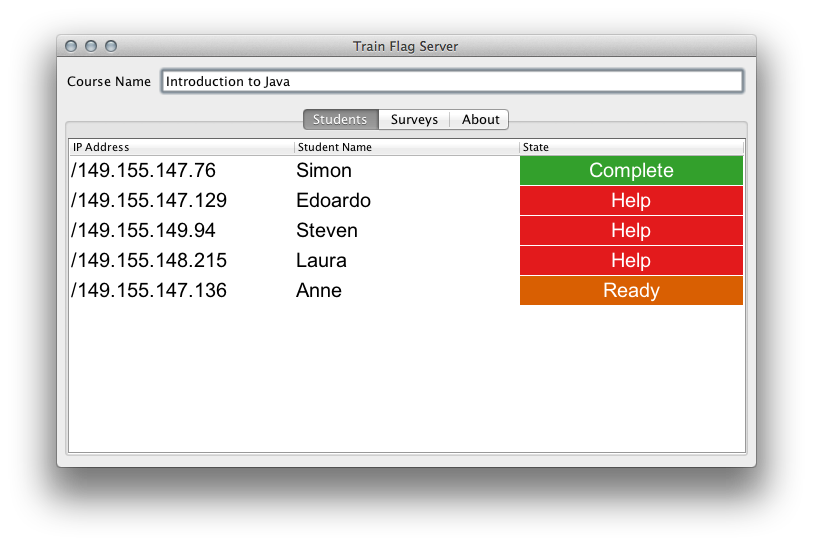 Train Flag Server
Course Name Introduction to Java
Students Surveys About
IP Address Student Name State
/149.155.147.76 Simon Complete
/149.155.147.129 Edoardo Help
/149.155.149.94 Steven Help
/149.155.148.215 Laura Help
/149.155.147.136 Anne Ready